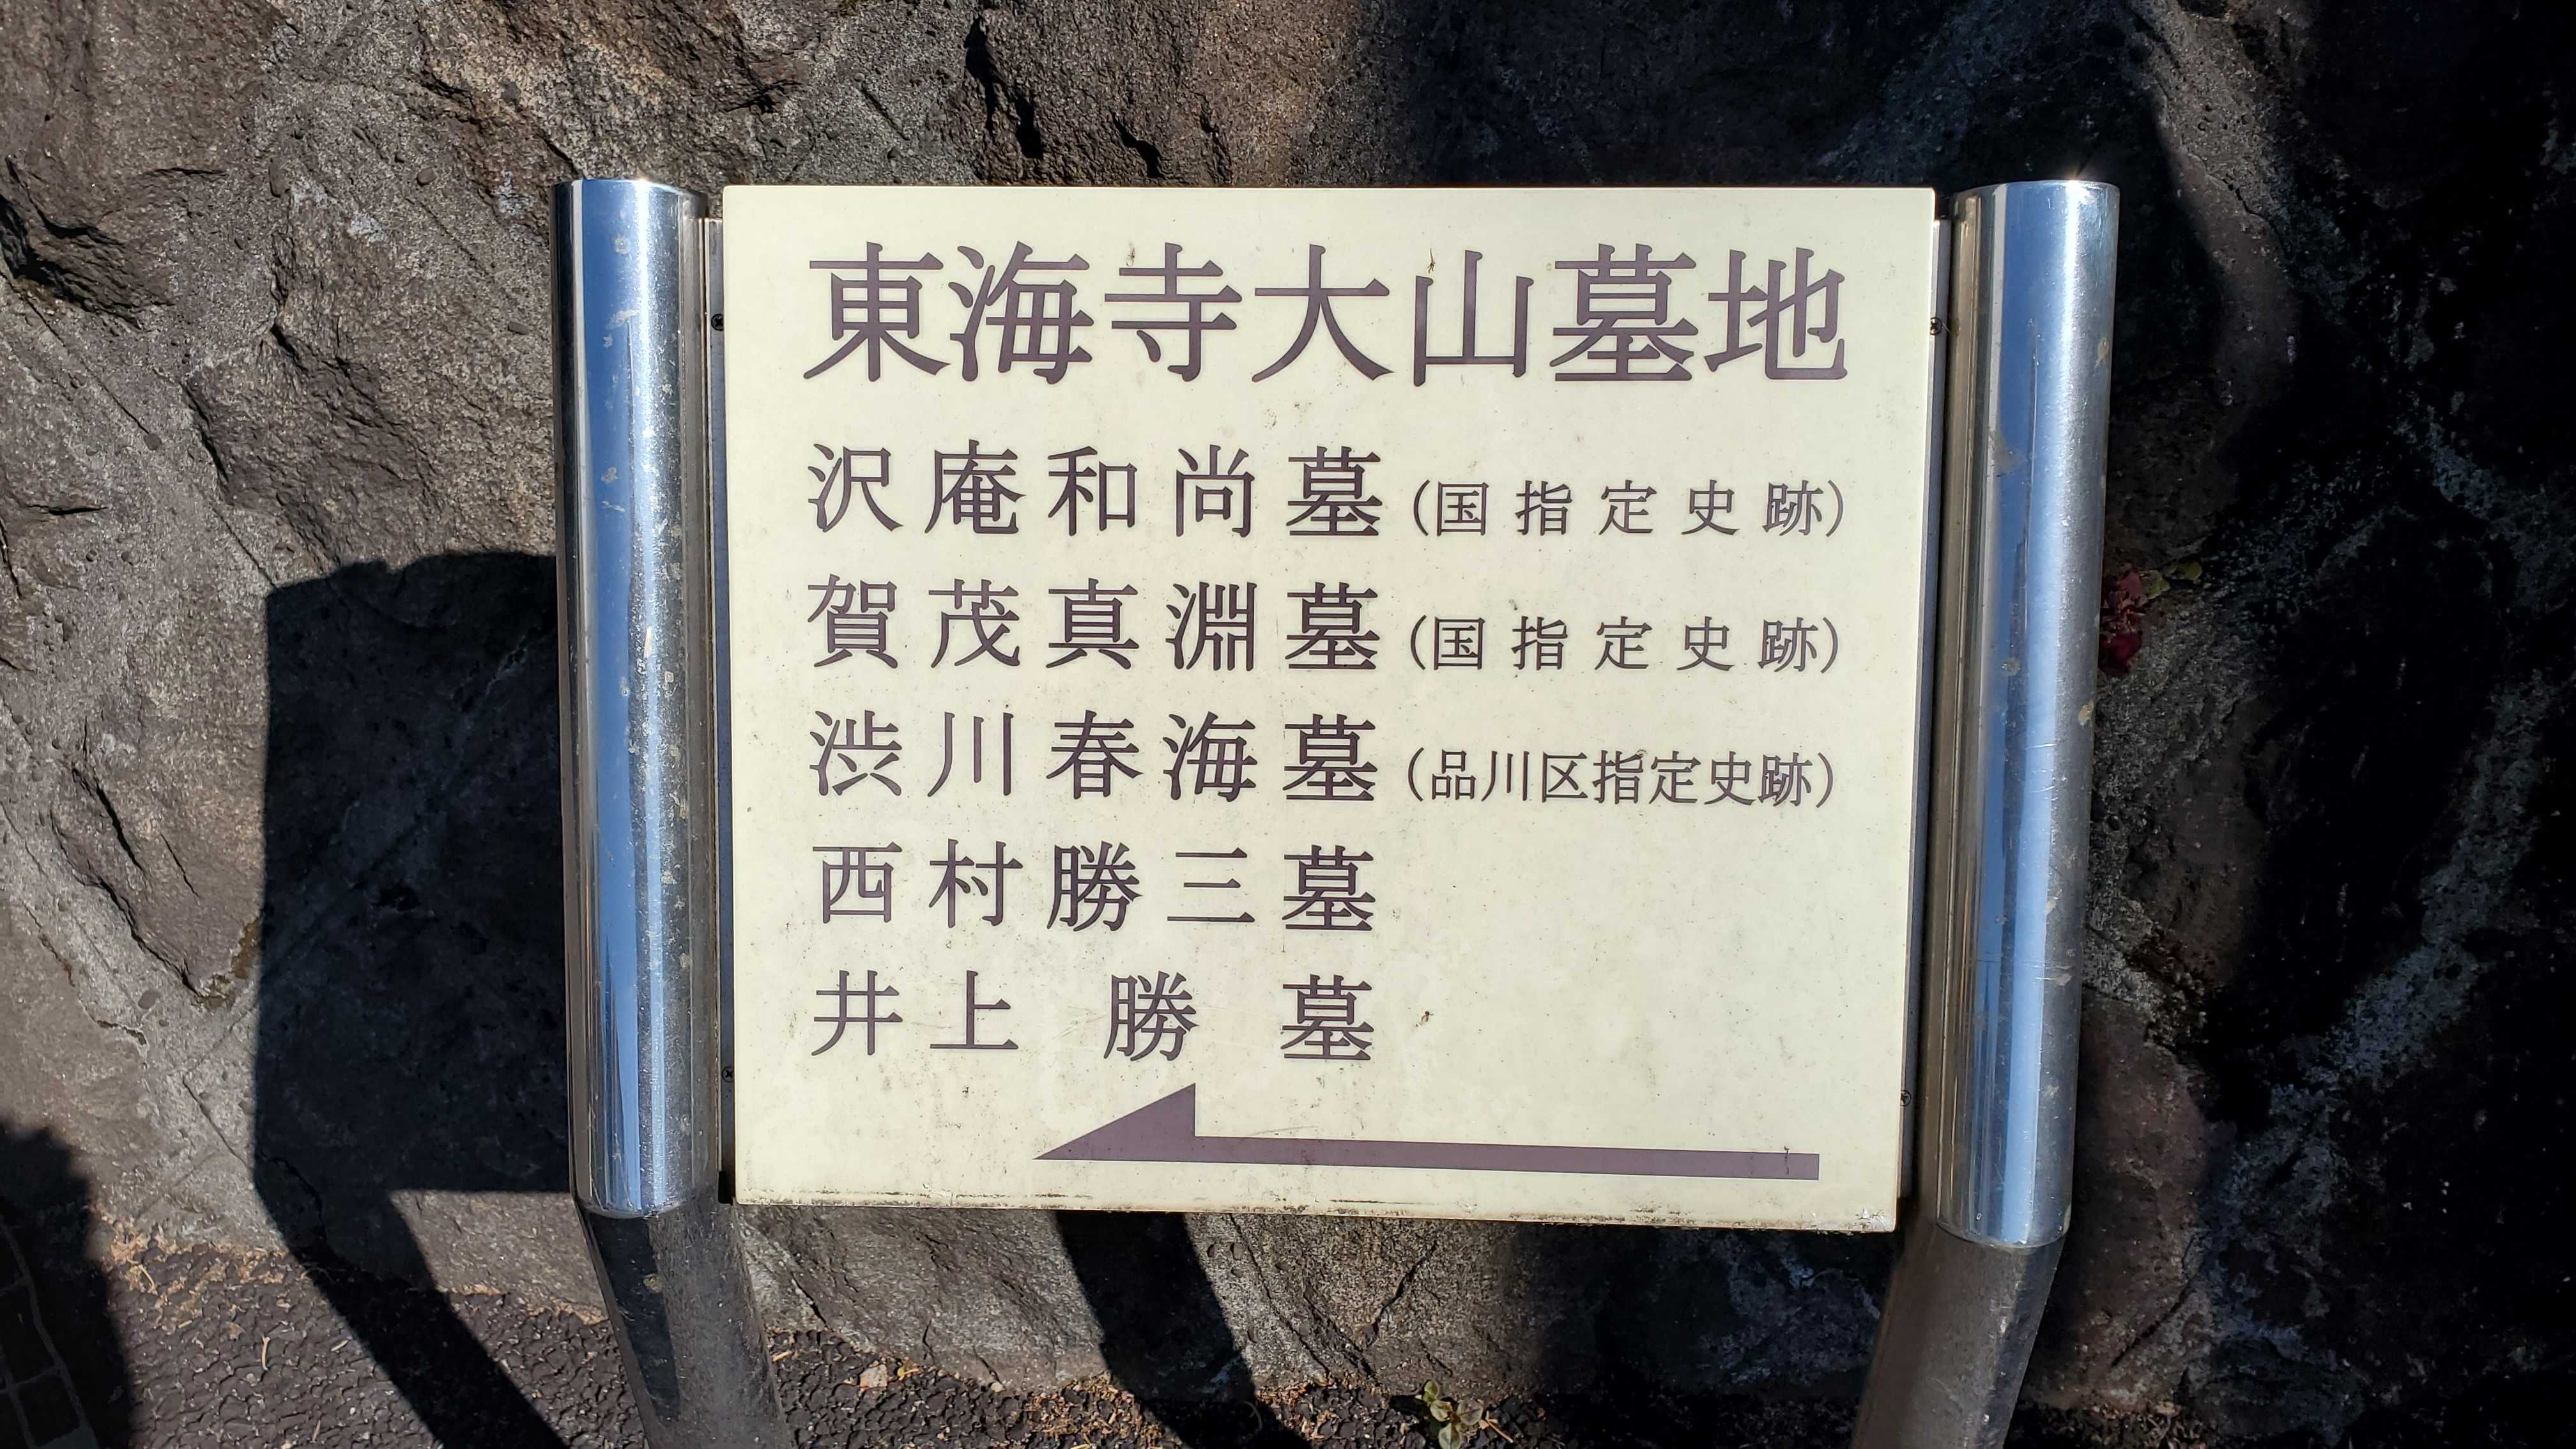 東海寺大山墓地
沢庵和尚墓（国指定史跡）
賀茂真淵墓（国指定史跡）
渋川春海墓（品川区指定史跡）
西村勝三墓
井上勝墓